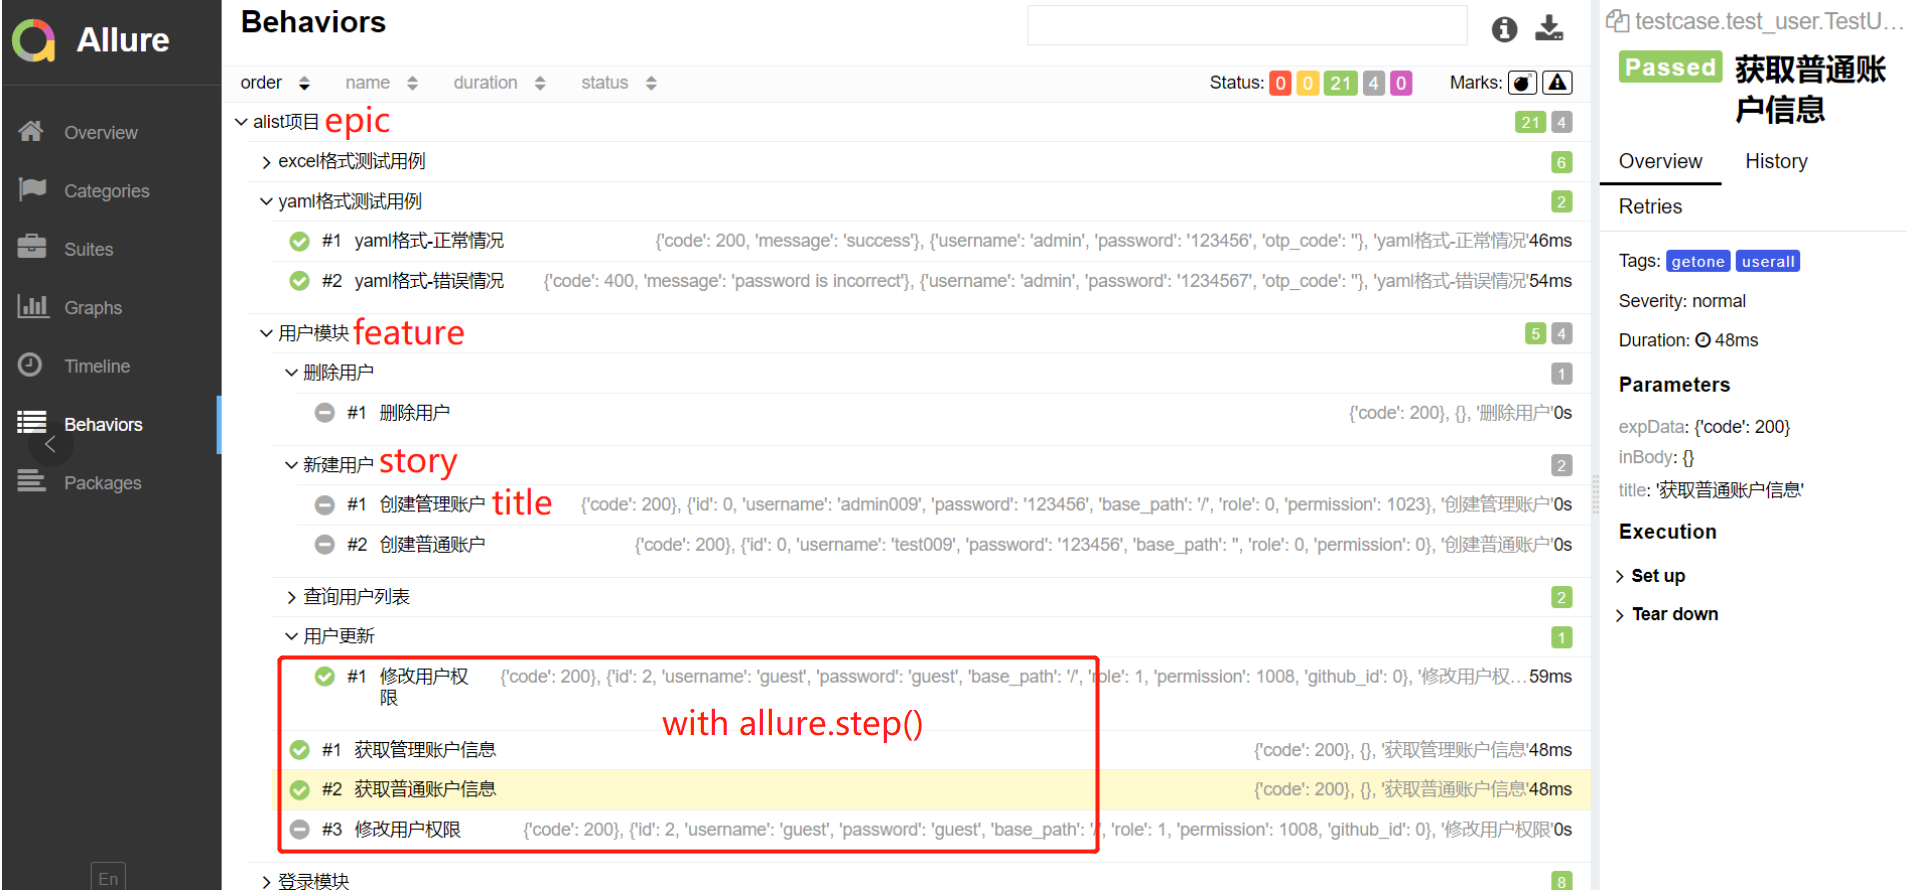 Allure
Overview
Categories
Suites
Graphs
Timeline
Behaviors
Packages
En
Behaviors
order name duration status Status: 0 0 21 4 0 Marks:
alist项目 epic 21 4
excel格式测试用例 6
yaml格式测试用例 2
#1 yaml格式-正常情况 {'code': 200, 'message': 'success'}, {'username': 'admin', 'password': '123456', 'otp_code': ''}, 'yaml格式-正常情况' 46ms
#2 yaml格式-错误情况 {'code': 400, 'message': 'password is incorrect'}, {'username': 'admin', 'password': '1234567', 'otp_code': ''}, 'yaml格式-错误情况' 54ms
用户模块 feature 5 4
删除用户 1
#1 删除用户 {'code': 200}, {}, '删除用户' 0s
新建用户 story 2
#1 创建管理账户 title {'code': 200}, {'id': 0, 'username': 'admin009', 'password': '123456', 'base_path': '/', 'role': 0, 'permission': 1023}, '创建管理账户' 0s
#2 创建普通账户 {'code': 200}, {'id': 0, 'username': 'test009', 'password': '123456', 'base_path': '', 'role': 0, 'permission': 0}, '创建普通账户' 0s
查询用户列表 2
用户更新 1
#1 修改用户权 {'code': 200}, {'id': 2, 'username': 'guest', 'password': 'guest', 'base_path': '/', 'role': 1, 'permission': 1008, 'github_id': 0}, '修改用户权... 59ms
限
with allure.step()
#1 获取管理账户信息 {'code': 200}, {}, '获取管理账户信息' 48ms
#2 获取普通账户信息 {'code': 200}, {}, '获取普通账户信息' 48ms
#3 修改用户权限 {'code': 200}, {'id': 2, 'username': 'guest', 'password': 'guest', 'base_path': '/', 'role': 1, 'permission': 1008, 'github_id': 0}, '修改用户权限' 0s
登录模块 8
testcase.test_user.TestU...
Passed 获取普通账
户信息
Overview History
Retries
Tags: getone userall
Severity: normal
Duration: 48ms
Parameters
expData: {'code': 200}
inBody: {}
title: '获取普通账户信息'
Execution
Set up
Tear down